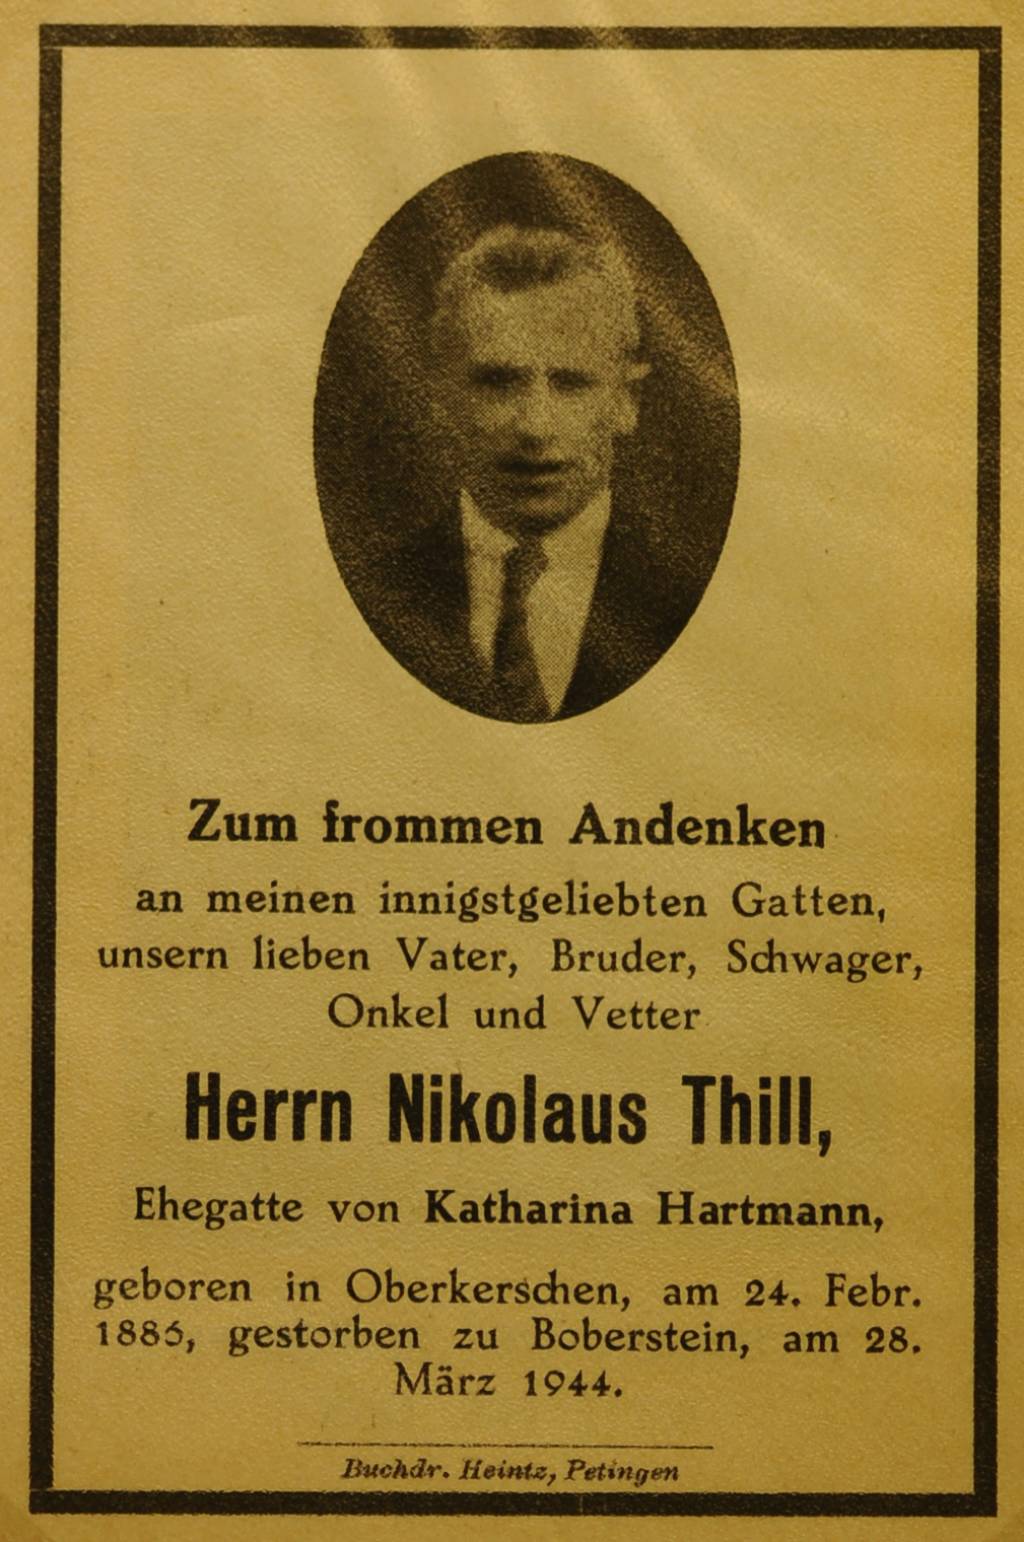 Zum frommen Andenken
an meinen innigstgeliebten Gatten,
unsern lieben Vater, Bruder, Schwager,
Onkel und Vetter
Herrn Nikolaus Thill,
Ehegatte von Katharina Hartmann,
geboren in Oberkerschen, am 24. Febr.
1886, gestorben zu Boberstein, am 28.
März 1944.
Buchdr. Heintz, Petingen